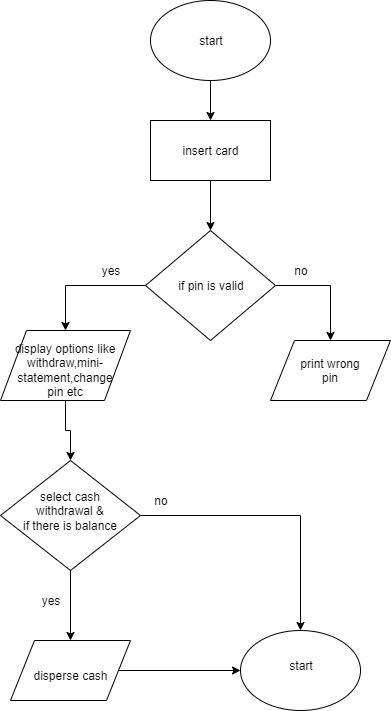 start
insert card
if pin is valid
yes
no
display options like
withdraw,mini-
statement,change
pin etc
print wrong
pin
select cash
withdrawal &
if there is balance
no
yes
disperse cash
start